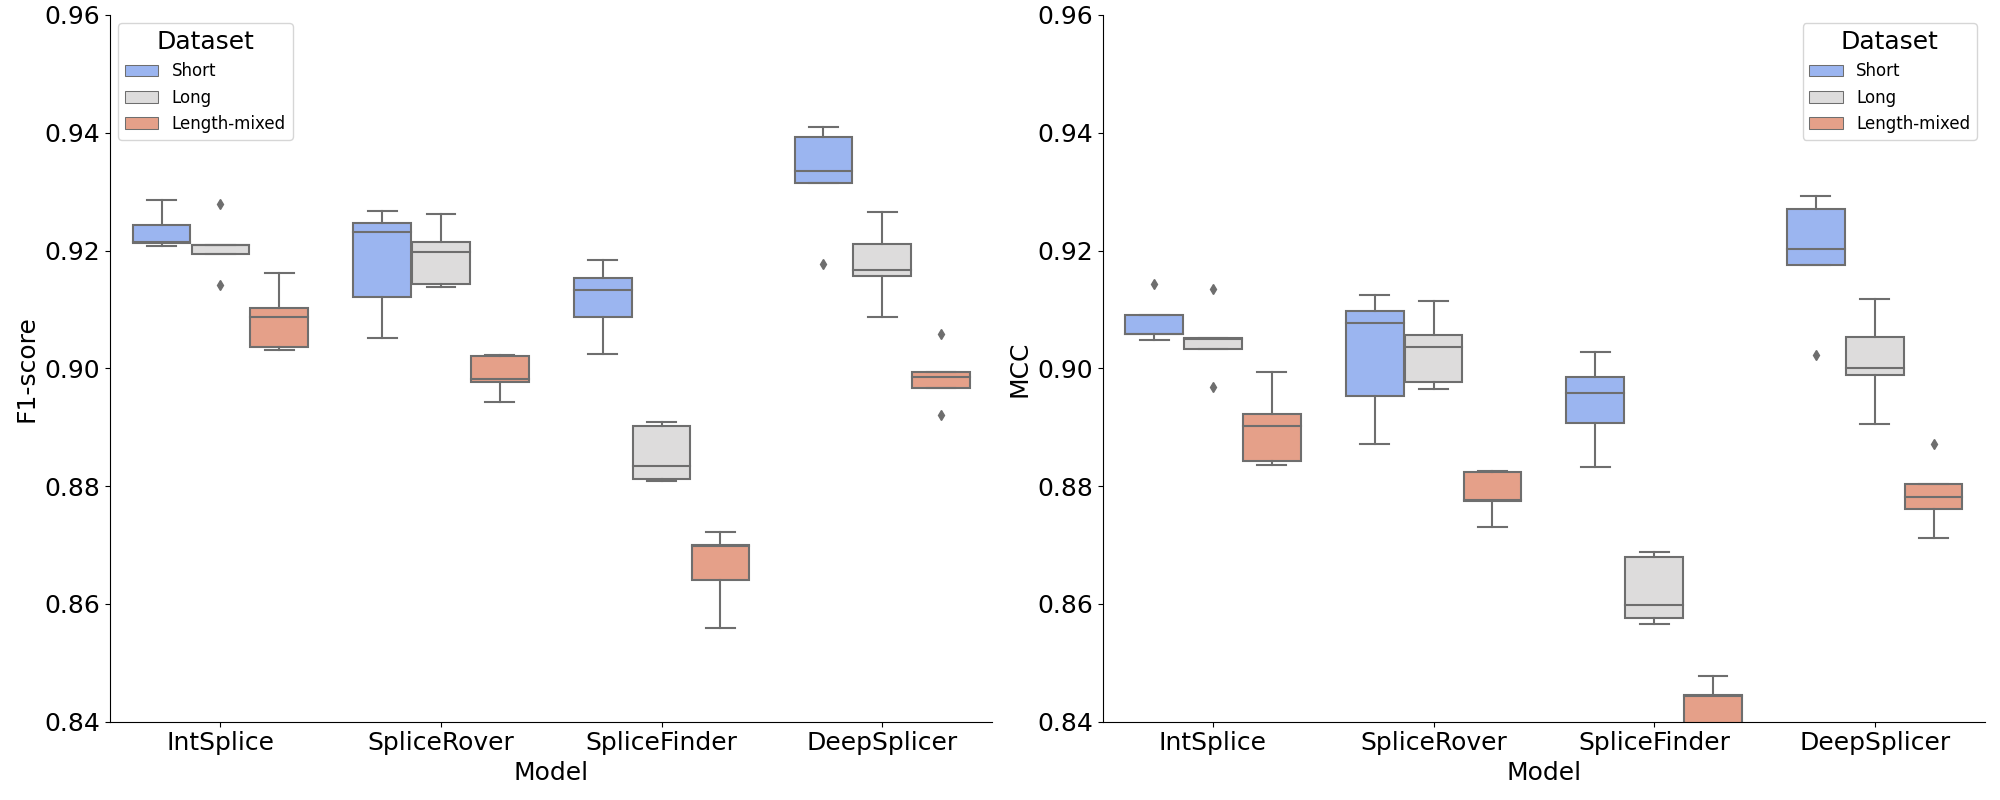 0.96
0.94
0.92
0.90
0.88
0.86
0.84
F1-score
Dataset
Short
Long
Length-mixed
IntSplice
SpliceRover
SpliceFinder
DeepSplicer
Model
0.96
0.94
0.92
0.90
0.88
0.86
0.84
MCC
Dataset
Short
Long
Length-mixed
IntSplice
SpliceRover
SpliceFinder
DeepSplicer
Model